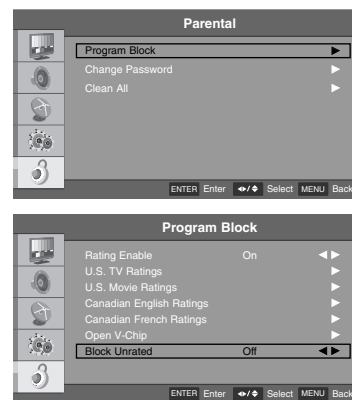 Parental
Program Block
Change Password
Clean All
ENTER Enter Select MENU Back
Program Block
Rating Enable On
U.S. TV Ratings
U.S. Movie Ratings
Canadian English Ratings
Canadian French Ratings
Open V-Chip
Block Unrated Off
ENTER Enter Select MENU Back